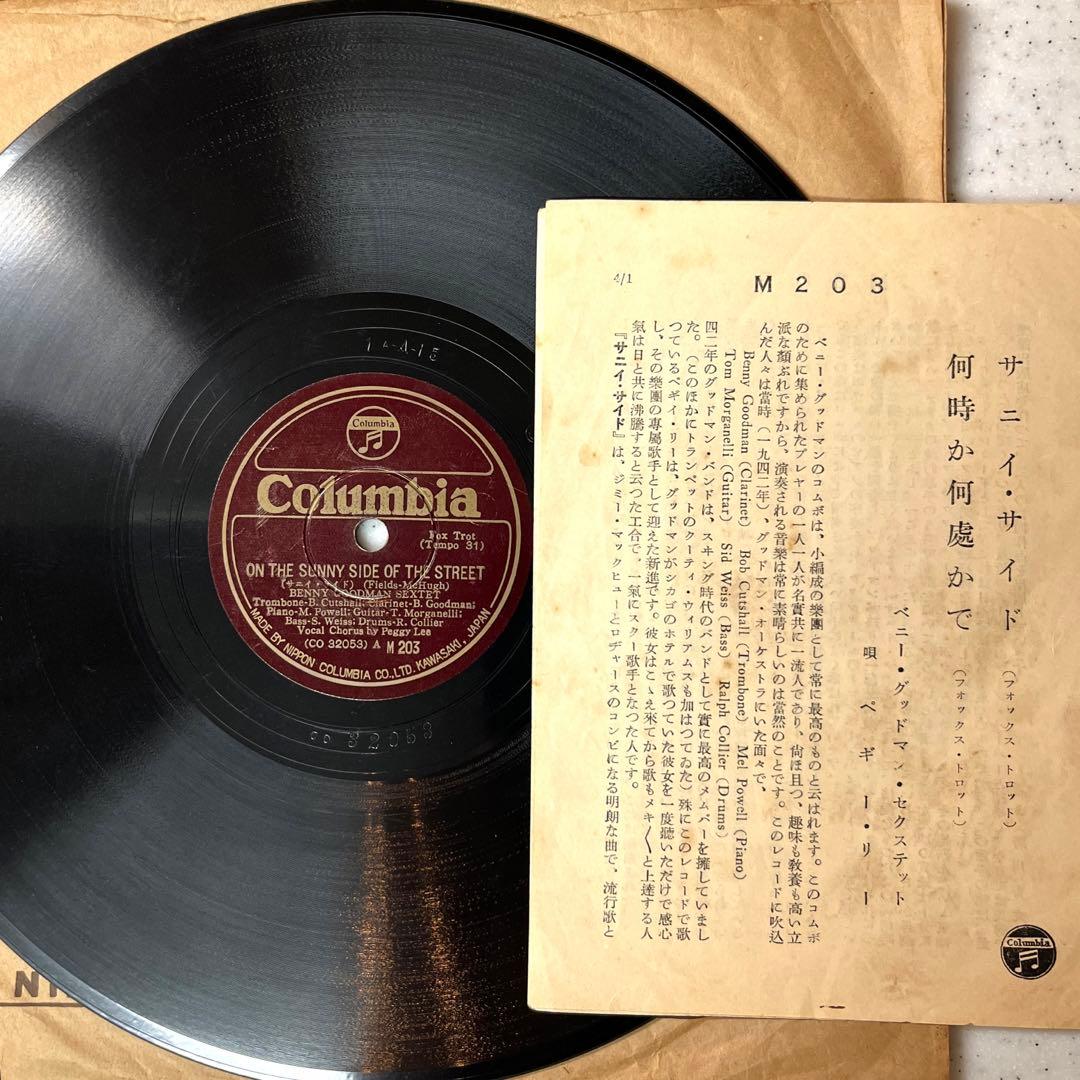 14-A-15
Columbia
Columbia
Fox Trot
(Tempo 31)
ON THE SUNNY SIDE OF THE STREET
(サニイ・サイド) (Fields-McHugh)
BENNY GOODMAN SEXTET
Trombone-B. Cutshall; Clarinet-B. Goodman;
Piano-M. Powell; Guitar-T. Morganelli;
Bass-S. Weiss; Drums-R. Collier
Vocal Chorus by Peggy Lee
(CO 32053) A M 203
MADE BY NIPPON COLUMBIA CO., LTD. KAWASAKI, JAPAN
CO 32053
M203
4/1
サニイ・サイド (フォックス・トロット)
何時か何處かで (フォックス・トロット)
ベニー・グッドマン・セクステット
唄 ペギー・リー
ベニー・グッドマンのコムボは、小編成の樂團として常に最高のものと云はれます。このコムボ
のために集められたプレヤーの一人一人が名實共に一流人であり、尙ほ且つ、趣味も敎養も高い立
派な顏ぶれですから、演奏される音樂は常に素晴らしいのは當然のことです。このレコードに吹込
んだ人々は當時(一九四二年)、グッドマン・オーケストラにいた面々で、
Benny Goodman (Clarinet) Bob Cutshall (Trombone) Mel Powell (Piano)
Tom Morganelli (Guitar) Sid Weiss (Bass) Ralph Collier (Drums)
四二年のグッドマン・バンドは、スヰング時代のバンドとして實に最高のメムバーを擁していまし
た。(このほかにトランペットのクーティ・ウィリアムスも加はつてゐた)殊にこのレコードで歌
つているペギイ・リーは、グッドマンがシカゴのホテルで歌つていた彼女を一度聽いただけで感心
し、その樂團の專屬歌手として迎えた新進です。彼女はこゝえ來てから歌もメキ〱と上達する人
氣は日と共に沸騰すると云つた工合で、一氣にスター歌手となつた人です。
『サニイ・サイド』は、ジミー・マックヒューとロヂャースのコンビになる明朗な曲で、流行歌と
Columbia